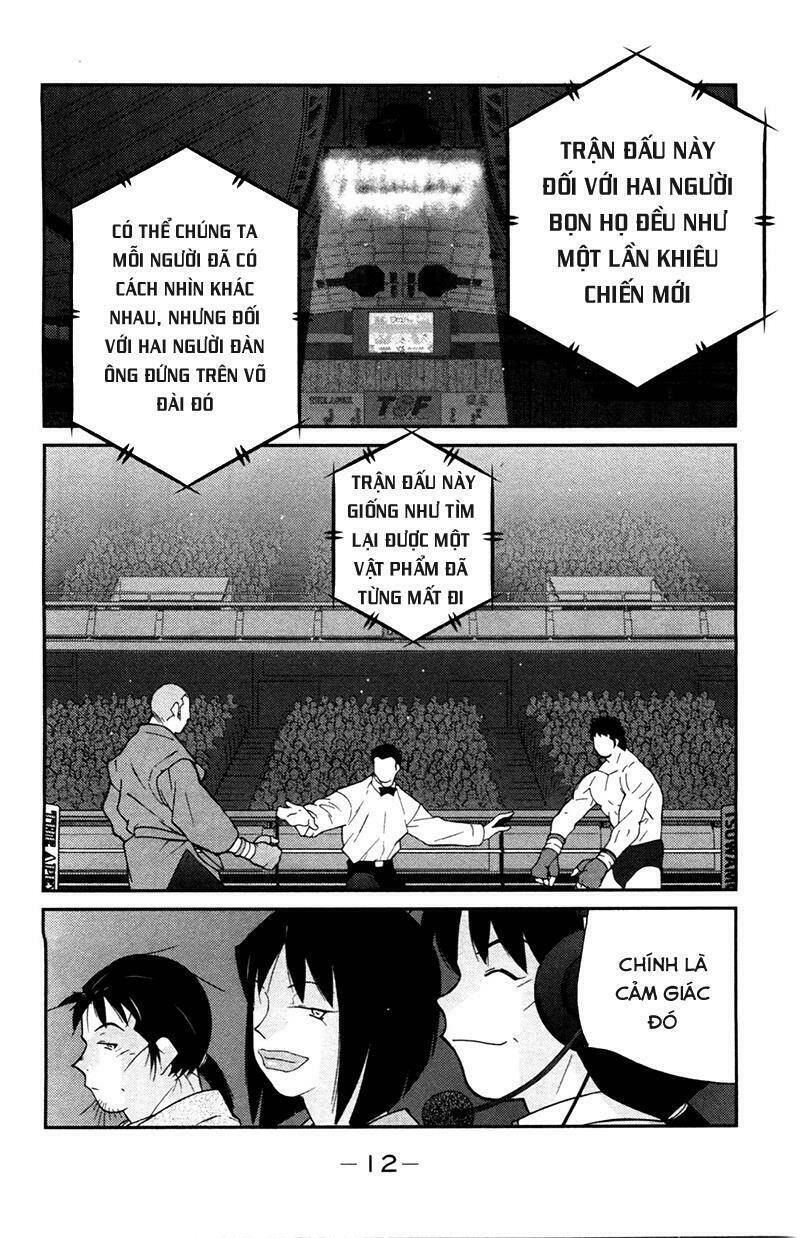 TRẬN ĐẤU NÀY
ĐỐI VỚI HAI NGƯỜI
BỌN HỌ ĐỀU NHƯ
MỘT LẦN KHIÊU
CHIẾN MỚI
CÓ THỂ CHÚNG TA
MỖI NGƯỜI ĐÃ CÓ
CÁCH NHÌN KHÁC
NHAU, NHƯNG ĐỐI
VỚI HAI NGƯỜI ĐÀN
ÔNG ĐỨNG TRÊN VÕ
ĐÀI ĐÓ
TSF
TRẬN ĐẤU NÀY
GIỐNG NHƯ TÌM
LẠI ĐƯỢC MỘT
VẬT PHẨM ĐÃ
TỪNG MẤT ĐI
TSUWAM
CHÍNH LÀ
CẢM GIÁC
ĐÓ
-12-